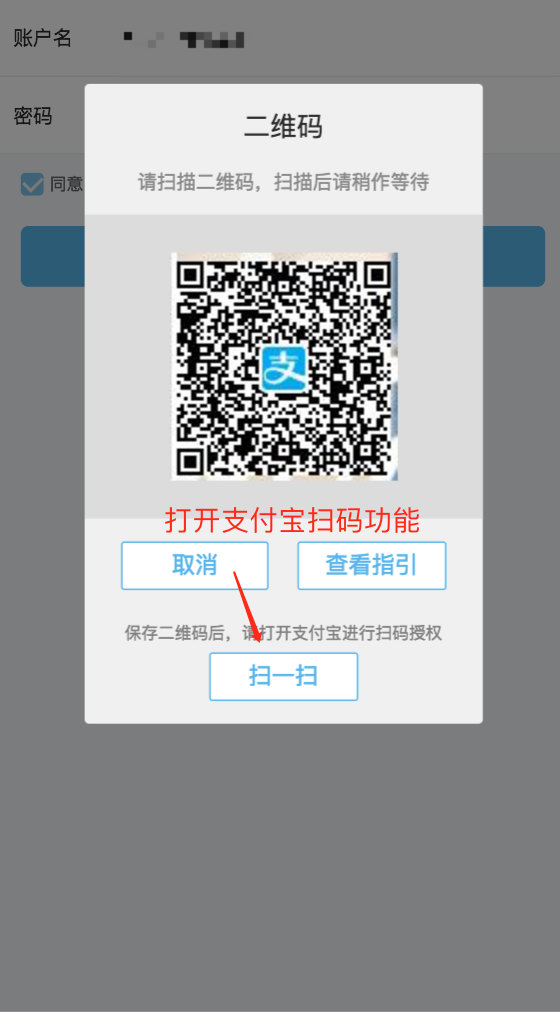 账户名
密码
二维码
请扫描二维码，扫描后请稍作等待
同意
支
打开支付宝扫码功能
取消
查看指引
保存二维码后，请打开支付宝进行扫码授权
扫一扫